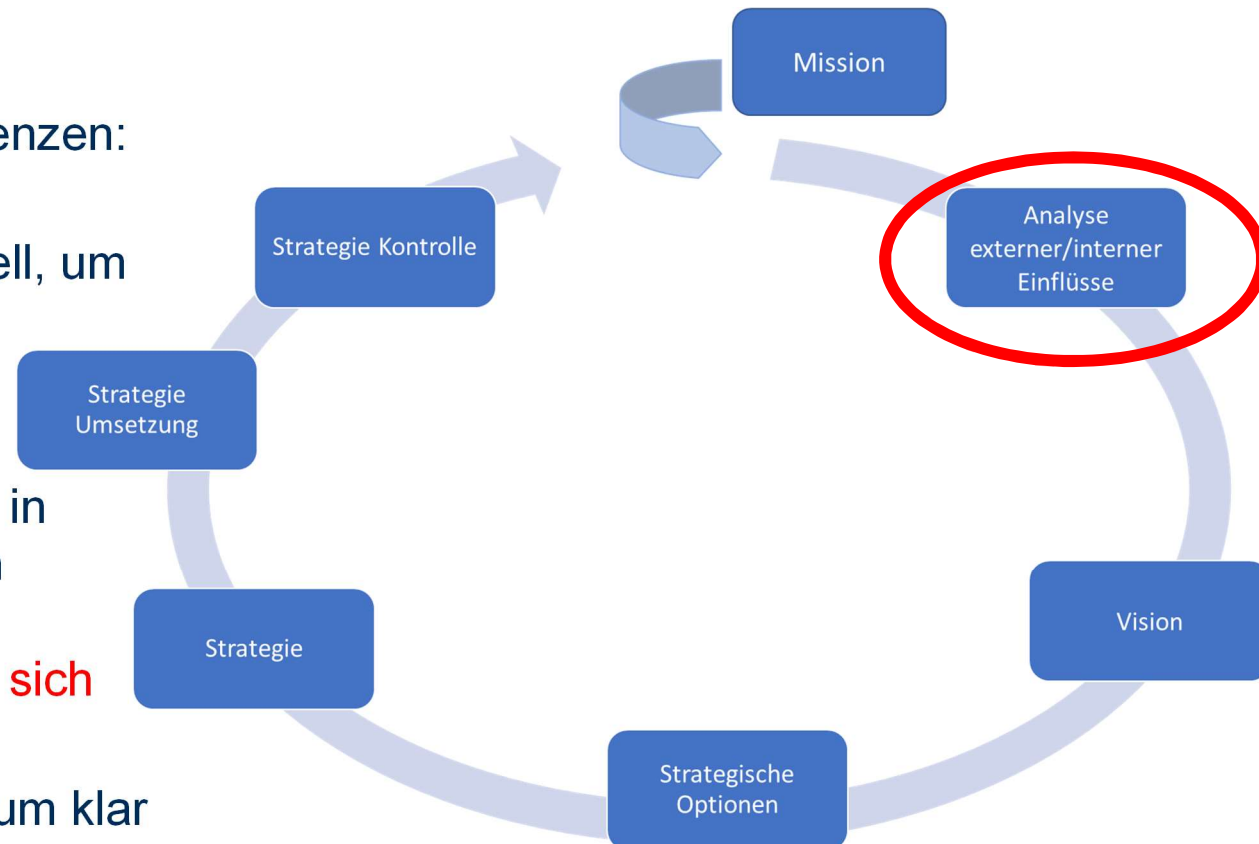 enzen:
ell, um
in
n
sich
um klar
Mission
Analyse
externer/interner
Einflüsse
Vision
Strategische
Optionen
Strategie
Strategie
Umsetzung
Strategie Kontrolle